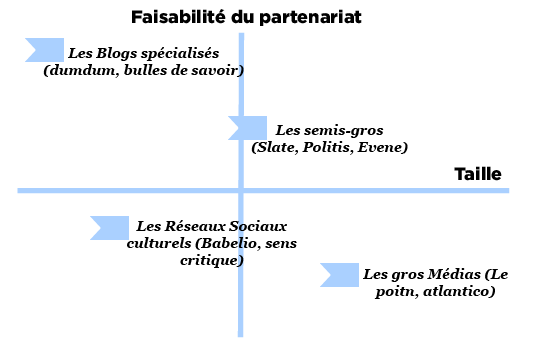 Faisabilité du partenariat
Les Blogs spécialisés
(dumdum, bulles de savoir)
Les semis-gros
(Slate, Politis, Evene)
Taille
Les Réseaux Sociaux
culturels (Babelio, sens
critique)
Les gros Médias (Le
poitn, atlantico)